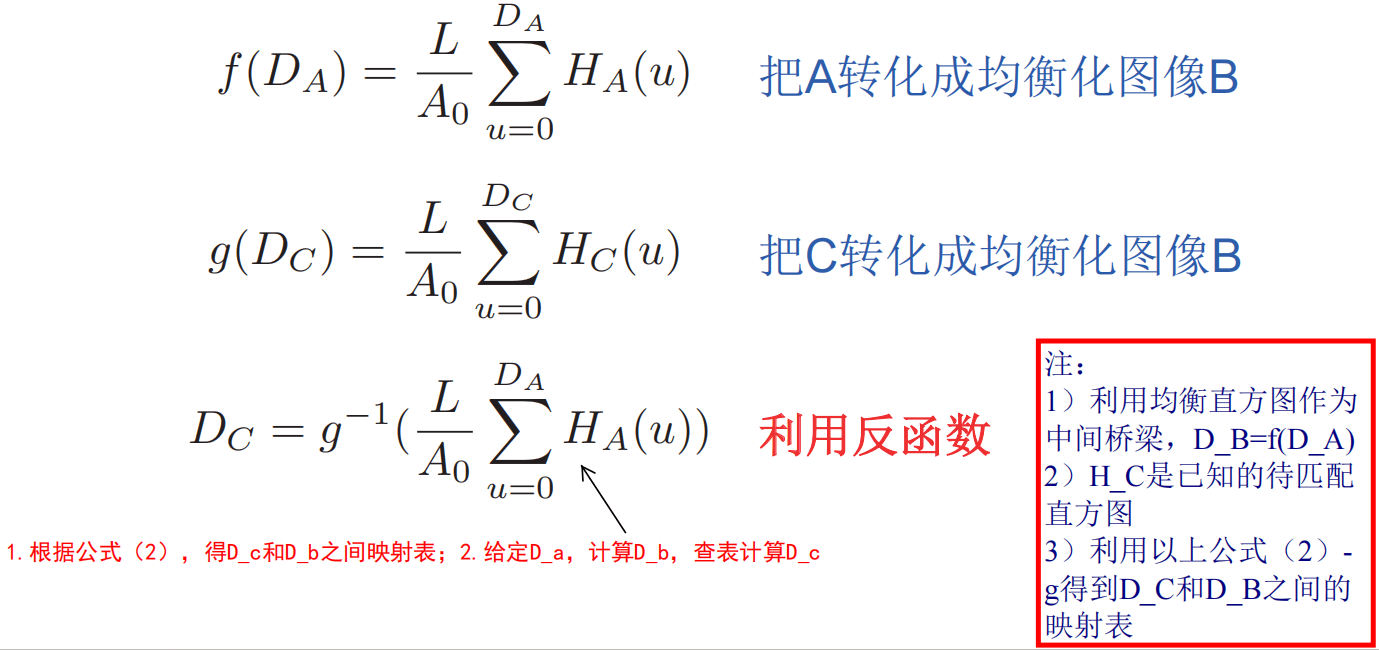 f(D_A) = \frac{L}{A_0} \sum_{u=0}^{D_A} H_A(u) 把A转化成均衡化图像B
g(D_C) = \frac{L}{A_0} \sum_{u=0}^{D_C} H_C(u) 把C转化成均衡化图像B
D_C = g^{-1}(\frac{L}{A_0} \sum_{u=0}^{D_A} H_A(u)) 利用反函数
1.根据公式（2），得D_c和D_b之间映射表；2.给定D_a，计算D_b，查表计算D_c
注：
1）利用均衡直方图作为
中间桥梁，D_B=f(D_A)
2）H_C是已知的待匹配
直方图
3）利用以上公式（2）-
g得到D_C和D_B之间的
映射表